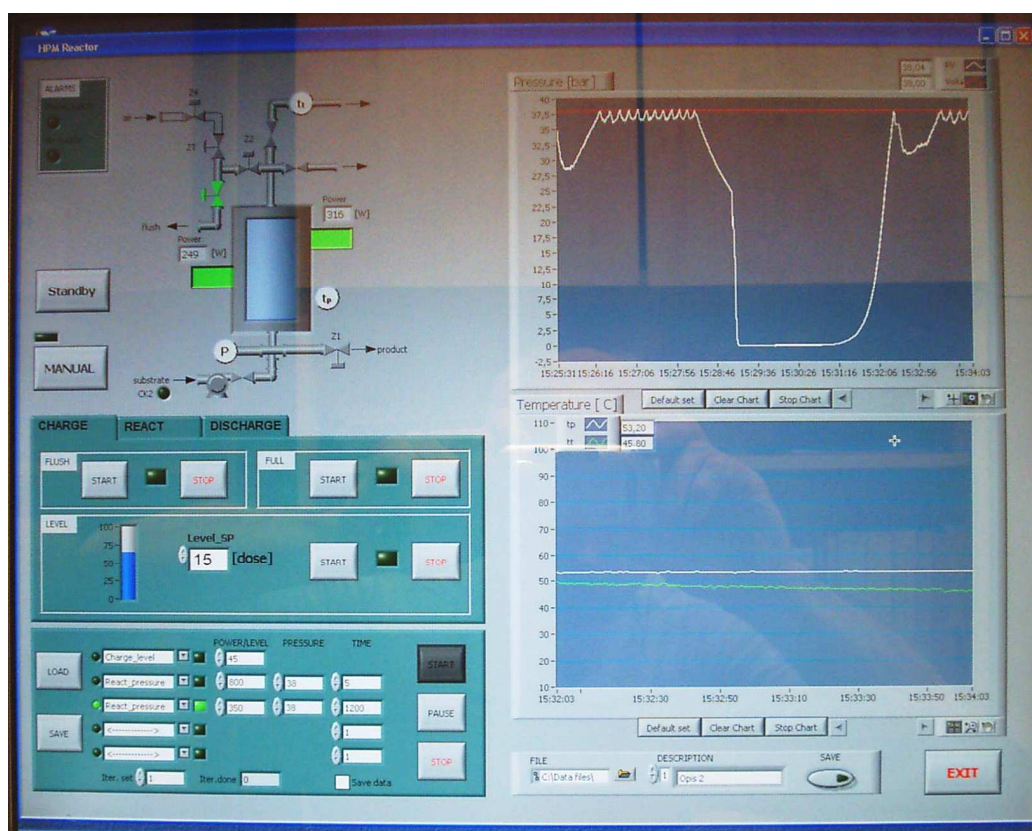 HPM Reactor
ALARMS
Z4
air
Z3
Z2
t₁
flush
Power
249 [W]
Power
316 [W]
tₚ
Standby
MANUAL
P
Z1
product
substrate
CK2
Pressure [bar]
PV
39,00
40
37,5
35
32,5
30
27,5
25
22,5
20
17,5
15
12,5
10
7,5
5
2,5
0
-2,5
15:25:31 15:26:16 15:27:06 15:27:56 15:28:46 15:29:36 15:30:26 15:31:16 15:32:06 15:32:56 15:34:03
Default set Clear Chart Stop Chart
Temperature [ C]
tp 53,20
tf 45,80
110
100
90
80
70
60
50
40
30
20
10
15:32:03 15:32:30 15:32:50 15:33:10 15:33:30 15:33:50 15:34:03
Default set Clear Chart Stop Chart
CHARGE REACT DISCHARGE
FLUSH
START STOP
FULL
START STOP
LEVEL
100
75
50
25
0
Level_SP
15 [dose]
START STOP
POWER/LEVEL PRESSURE TIME
LOAD
SAVE
Charge_level 45
React_pressure 800 38 5
React_pressure 350 38 1200
<------------> 1
<------------> 1
START
PAUSE
STOP
Iter. set 1 Iter.done 0 Save data
FILE
C:\Data files\
DESCRIPTION
1 Opis 2
SAVE
EXIT